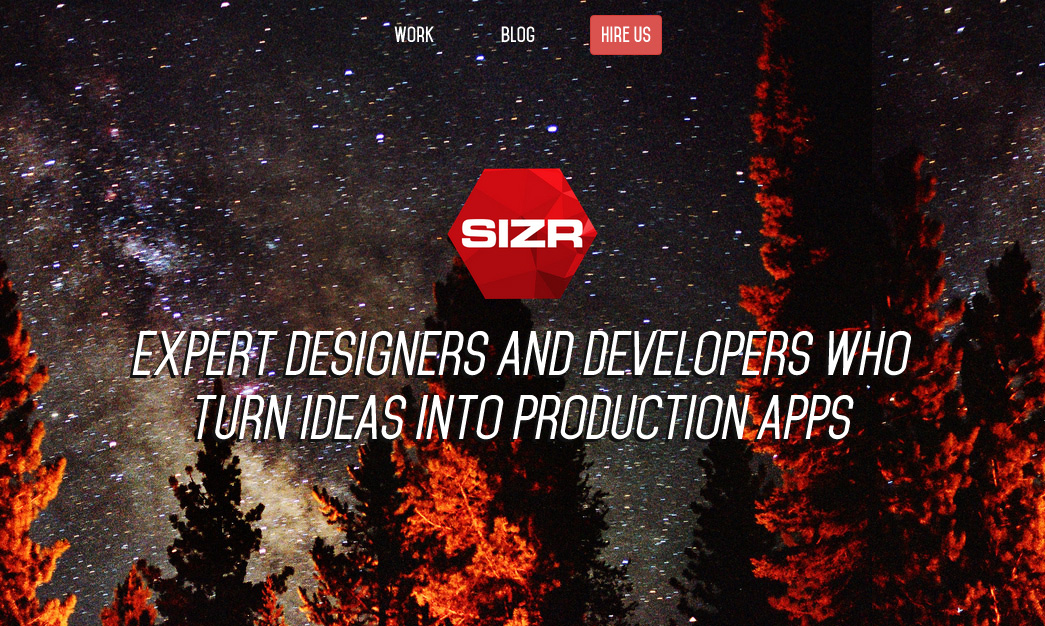 WORK BLOG HIRE US
SIZR
EXPERT DESIGNERS AND DEVELOPERS WHO
TURN IDEAS INTO PRODUCTION APPS